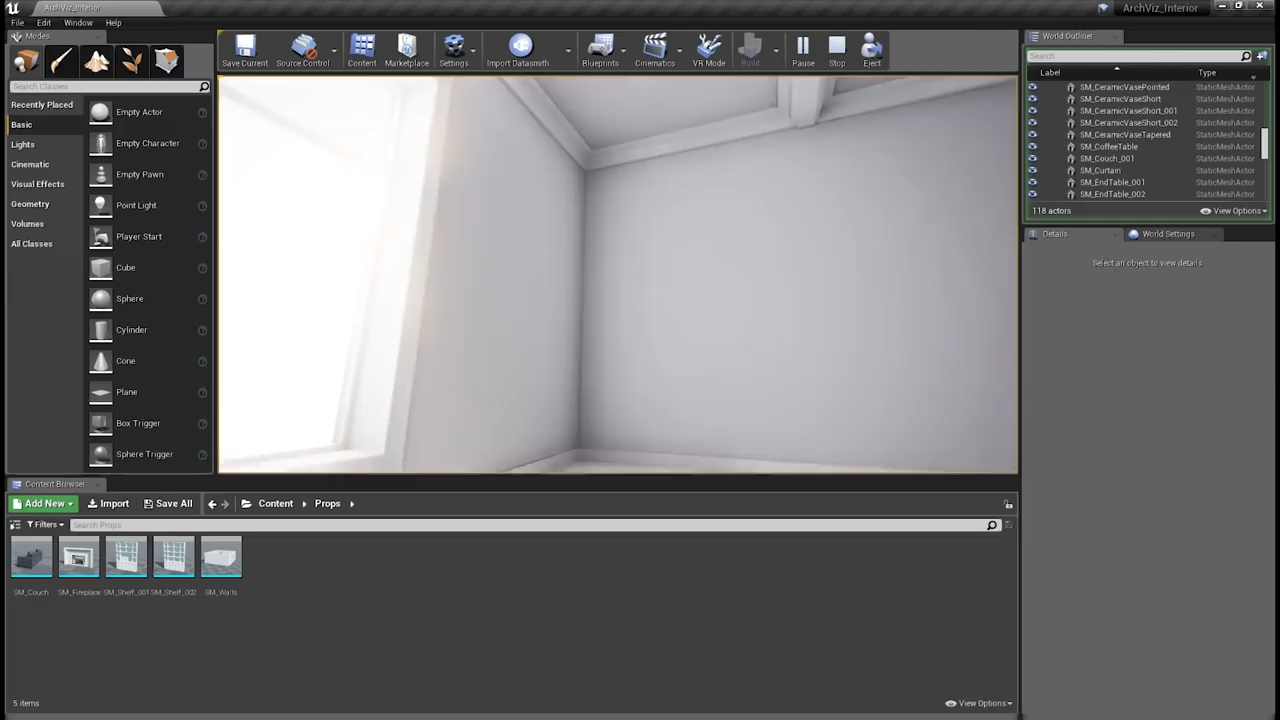 ArchViz_Interior
ArchViz_Interior
File Edit Window Help
Modes
Search Classes
Recently Placed
Basic
Lights
Cinematic
Visual Effects
Geometry
Volumes
All Classes
Empty Actor
Empty Character
Empty Pawn
Point Light
Player Start
Cube
Sphere
Cylinder
Cone
Plane
Box Trigger
Sphere Trigger
Save Current
Source Control
Content
Marketplace
Settings
Import Datasmith
Blueprints
Cinematics
VR Mode
Build
Pause
Stop
Eject
World Outliner
Search
Label Type
SM_CeramicVasePointed StaticMeshActor
SM_CeramicVaseShort StaticMeshActor
SM_CeramicVaseShort_001 StaticMeshActor
SM_CeramicVaseShort_002 StaticMeshActor
SM_CeramicVaseTapered StaticMeshActor
SM_CoffeeTable StaticMeshActor
SM_Couch_001 StaticMeshActor
SM_Curtain StaticMeshActor
SM_EndTable_001 StaticMeshActor
SM_EndTable_002 StaticMeshActor
118 actors View Options
Details World Settings
Select an object to view details
Content Browser
Add New Import Save All Content Props
Filters Search Props
SM_Couch SM_Fireplace SM_Shelf_001 SM_Shelf_002 SM_Walls
5 items View Options